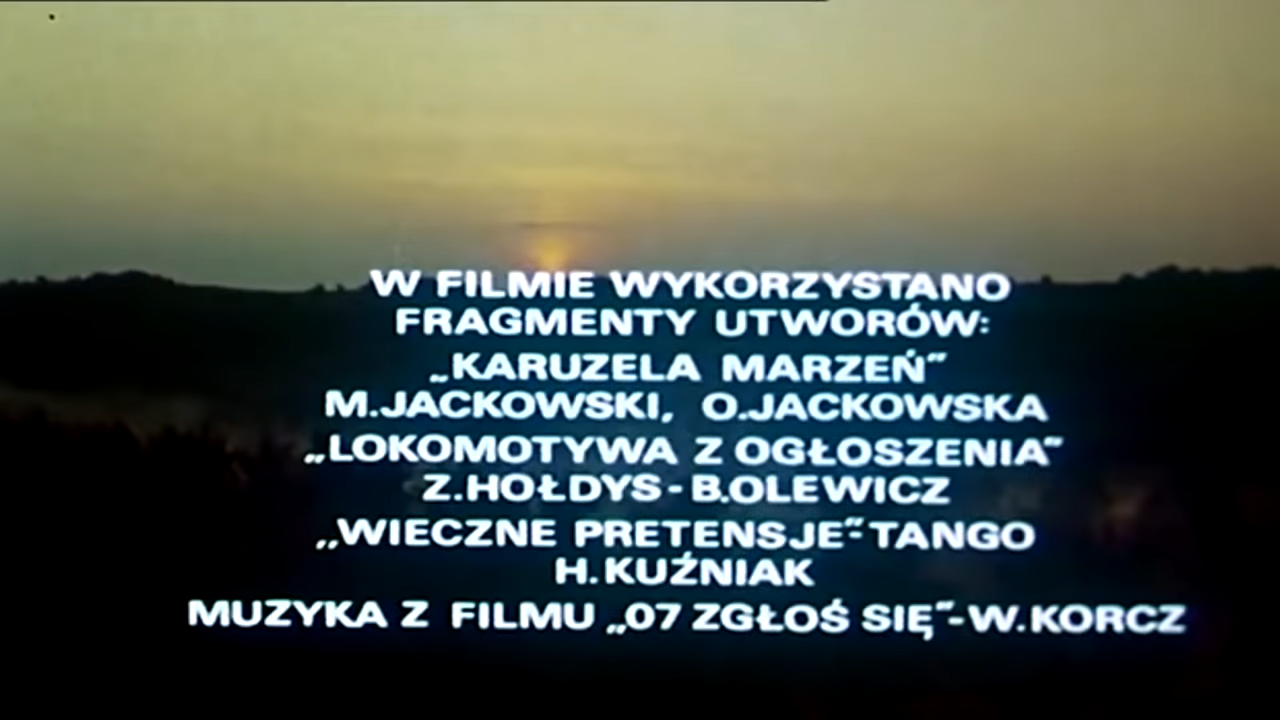 W FILMIE WYKORZYSTANO
FRAGMENTY UTWORÓW:
„KARUZELA MARZEŃ”
M.JACKOWSKI, O.JACKOWSKA
„LOKOMOTYWA Z OGŁOSZENIA”
Z.HOŁDYS-B.OLEWICZ
„WIECZNE PRETENSJE”-TANGO
H.KUŹNIAK
MUZYKA Z FILMU „07 ZGŁOŚ SIĘ”-W.KORCZ